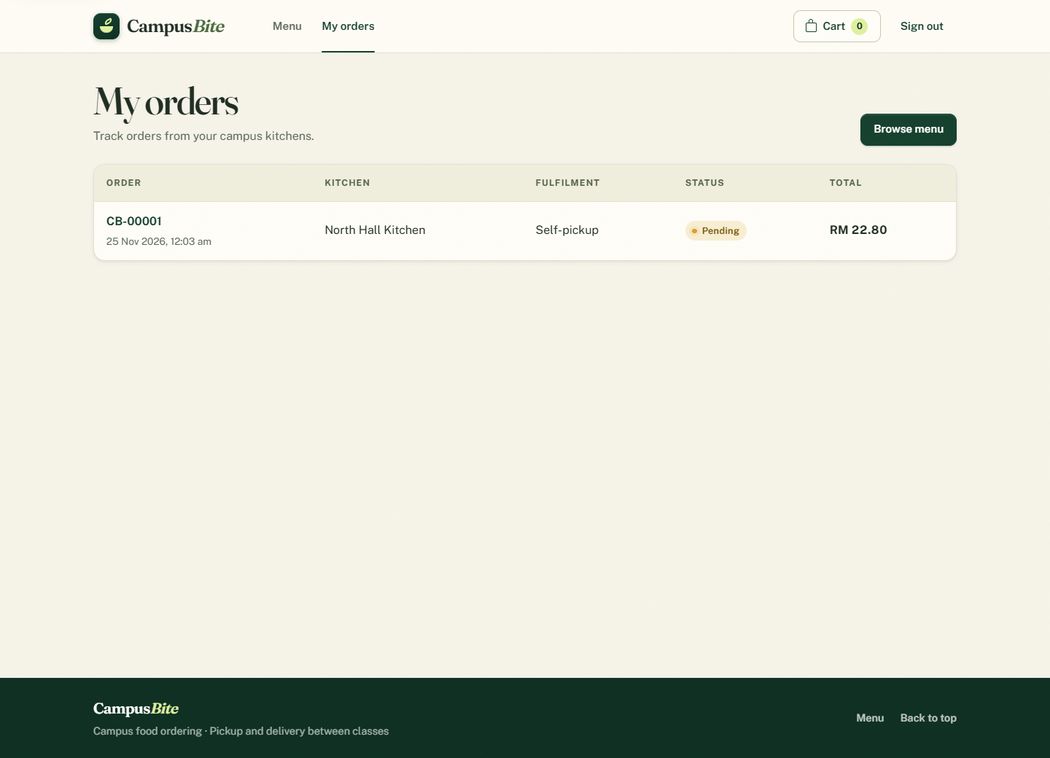 CampusBite
Menu
My orders
Cart 0
Sign out
My orders
Track orders from your campus kitchens.
Browse menu
ORDER KITCHEN FULFILMENT STATUS TOTAL
CB-00001
25 Nov 2026, 12:03 am
North Hall Kitchen
Self-pickup
Pending
RM 22.80
CampusBite
Campus food ordering · Pickup and delivery between classes
Menu
Back to top